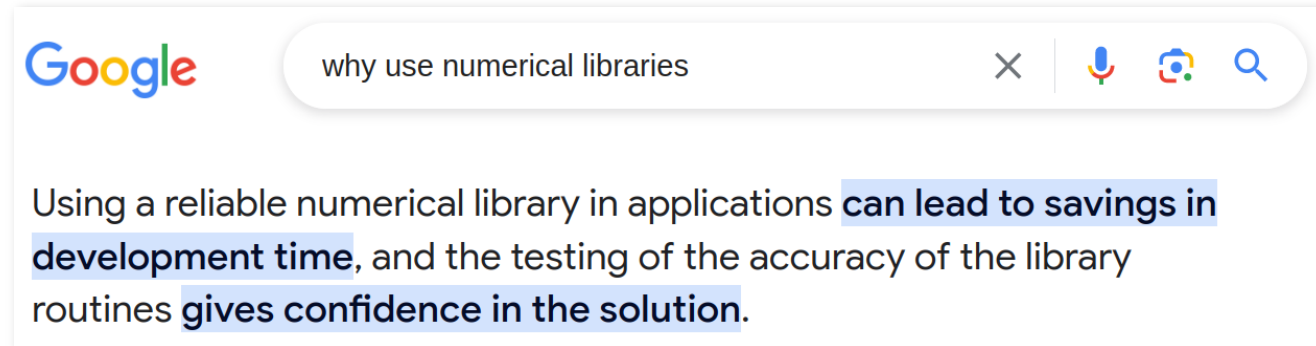 Google
why use numerical libraries
Using a reliable numerical library in applications can lead to savings in
development time, and the testing of the accuracy of the library
routines gives confidence in the solution.